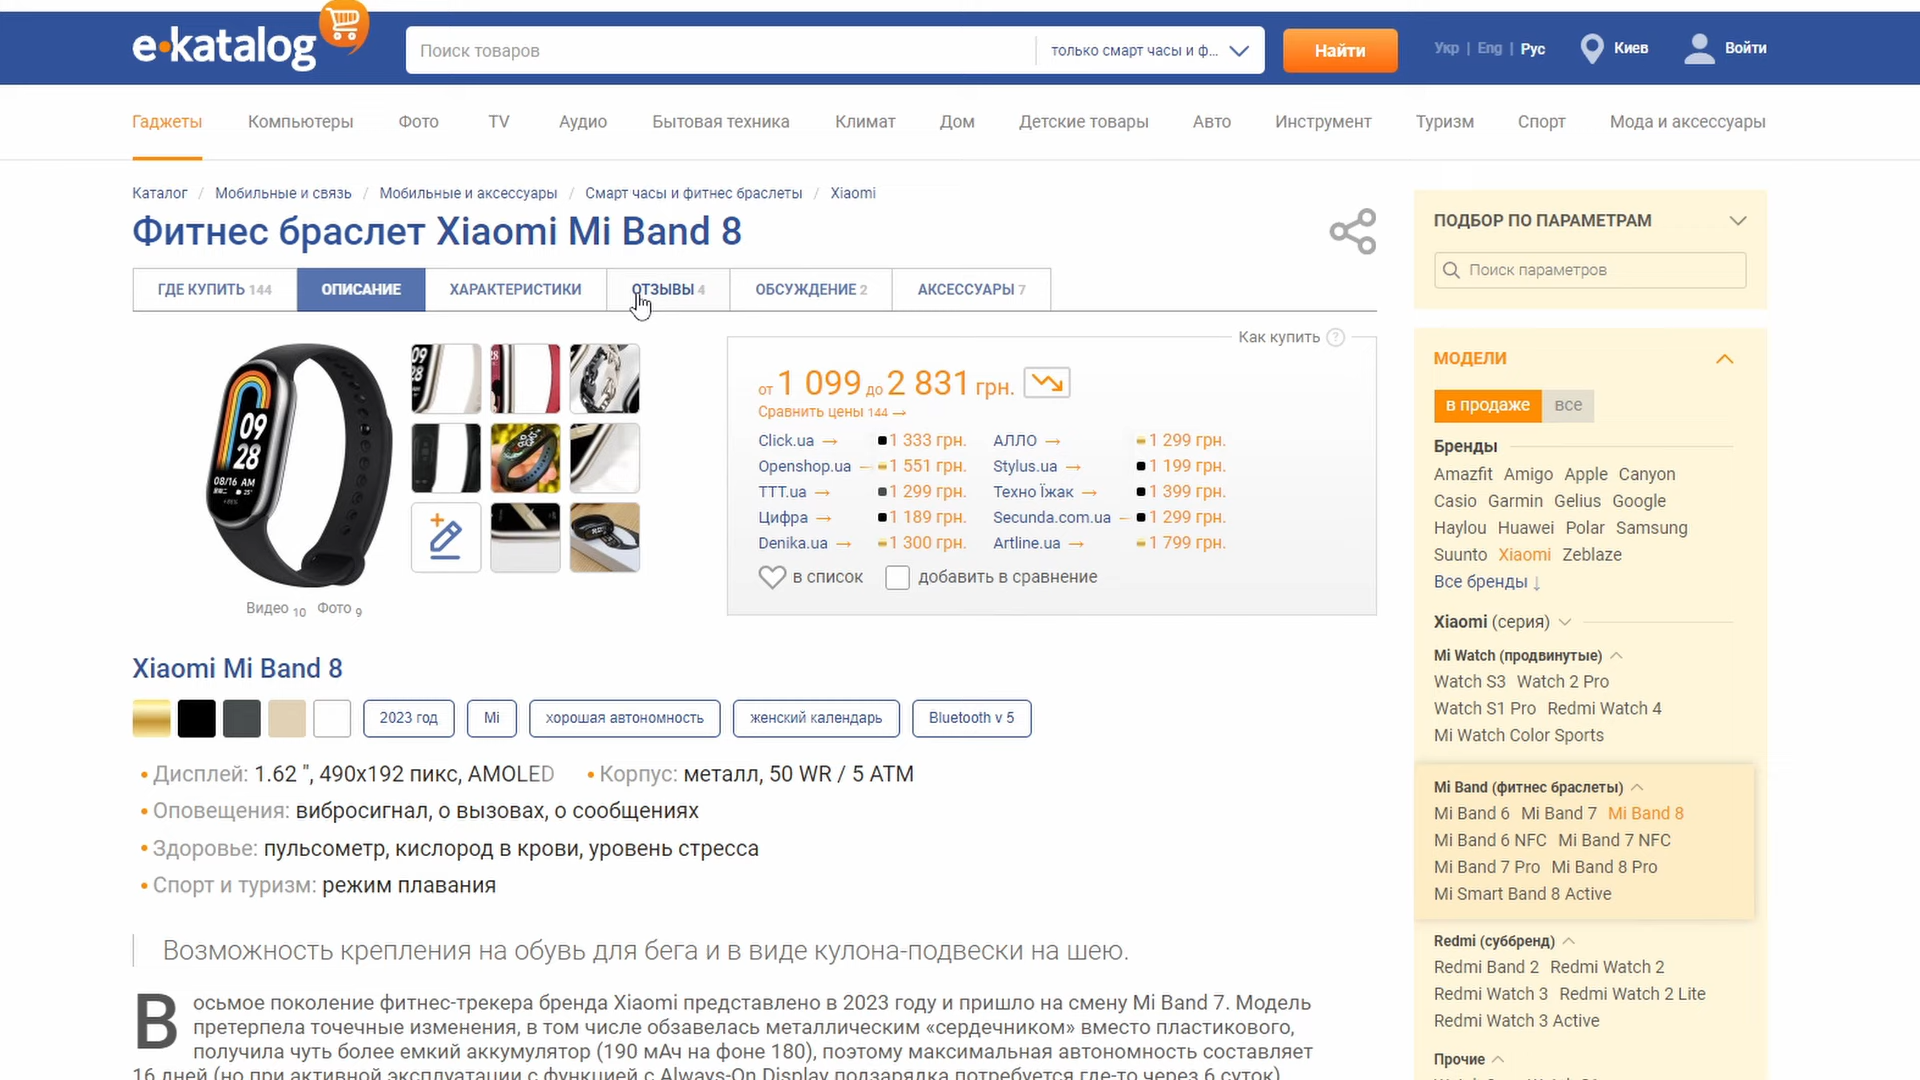 e·katalog
Поиск товаров
только смарт часы и ф...
Найти
Укр | Eng | Рус
Киев
Войти
Гаджеты Компьютеры Фото TV Аудио Бытовая техника Климат Дом Детские товары Авто Инструмент Туризм Спорт Мода и аксессуары
Каталог / Мобильные и связь / Мобильные и аксессуары / Смарт часы и фитнес браслеты / Xiaomi
Фитнес браслет Xiaomi Mi Band 8
ГДЕ КУПИТЬ 144 ОПИСАНИЕ ХАРАКТЕРИСТИКИ ОТЗЫВЫ 4 ОБСУЖДЕНИЕ 2 АКСЕССУАРЫ 7
09
28
08/16 AM
25°
Видео 10 Фото 9
Как купить ?
от 1 099 до 2 831 грн.
Сравнить цены 144 →
Click.ua → 1 333 грн. АЛЛО → 1 299 грн.
Openshop.ua → 1 551 грн. Stylus.ua → 1 199 грн.
TTT.ua → 1 299 грн. Техно Їжак → 1 399 грн.
Цифра → 1 189 грн. Secunda.com.ua → 1 299 грн.
Denika.ua → 1 300 грн. Artline.ua → 1 799 грн.
в список добавить в сравнение
Xiaomi Mi Band 8
2023 год Mi хорошая автономность женский календарь Bluetooth v 5
• Дисплей: 1.62 ", 490x192 пикс, AMOLED • Корпус: металл, 50 WR / 5 ATM
• Оповещения: вибросигнал, о вызовах, о сообщениях
• Здоровье: пульсометр, кислород в крови, уровень стресса
• Спорт и туризм: режим плавания
Возможность крепления на обувь для бега и в виде кулона-подвески на шею.
Восьмое поколение фитнес-трекера бренда Xiaomi представлено в 2023 году и пришло на смену Mi Band 7. Модель
претерпела точечные изменения, в том числе обзавелась металлическим «сердечником» вместо пластикового,
получила чуть более емкий аккумулятор (190 мАч на фоне 180), поэтому максимальная автономность составляет
16 дней (но при активной эксплуатации с функцией с Always-On Display подзарядка потребуется где-то через 6 суток).
ПОДБОР ПО ПАРАМЕТРАМ
Поиск параметров
МОДЕЛИ
в продаже все
Бренды
Amazfit Amigo Apple Canyon
Casio Garmin Gelius Google
Haylou Huawei Polar Samsung
Suunto Xiaomi Zeblaze
Все бренды ↓
Xiaomi (серия)
Mi Watch (продвинутые)
Watch S3 Watch 2 Pro
Watch S1 Pro Redmi Watch 4
Mi Watch Color Sports
Mi Band (фитнес браслеты)
Mi Band 6 Mi Band 7 Mi Band 8
Mi Band 6 NFC Mi Band 7 NFC
Mi Band 7 Pro Mi Band 8 Pro
Mi Smart Band 8 Active
Redmi (суббренд)
Redmi Band 2 Redmi Watch 2
Redmi Watch 3 Redmi Watch 2 Lite
Redmi Watch 3 Active
Прочие